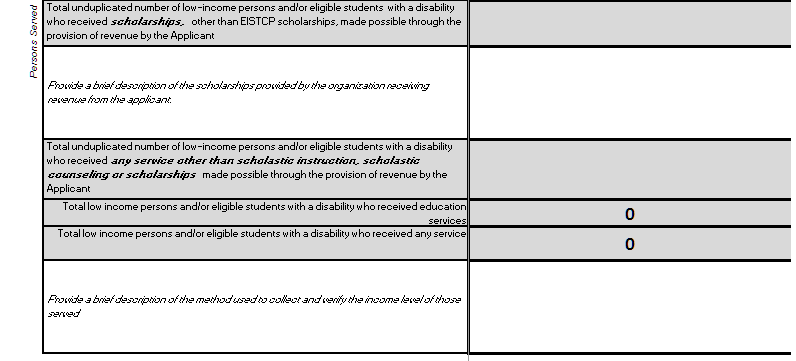 Persons Served
Total unduplicated number of low-income persons and/or eligible students with a disability
who received scholarships, other than EISTCP scholarships, made possible through the
provision of revenue by the Applicant
Provide a brief description of the scholarships provided by the organization receiving
revenue from the applicant.
Total unduplicated number of low-income persons and/or eligible students with a disability
who received any service other than scholastic instruction, scholastic
counseling or scholarships made possible through the provision of revenue by the
Applicant
Total low income persons and/or eligible students with a disability who received education
services
0
Total low income persons and/or eligible students with a disability who received any service
0
Provide a brief description of the method used to collect and verify the income level of those
served